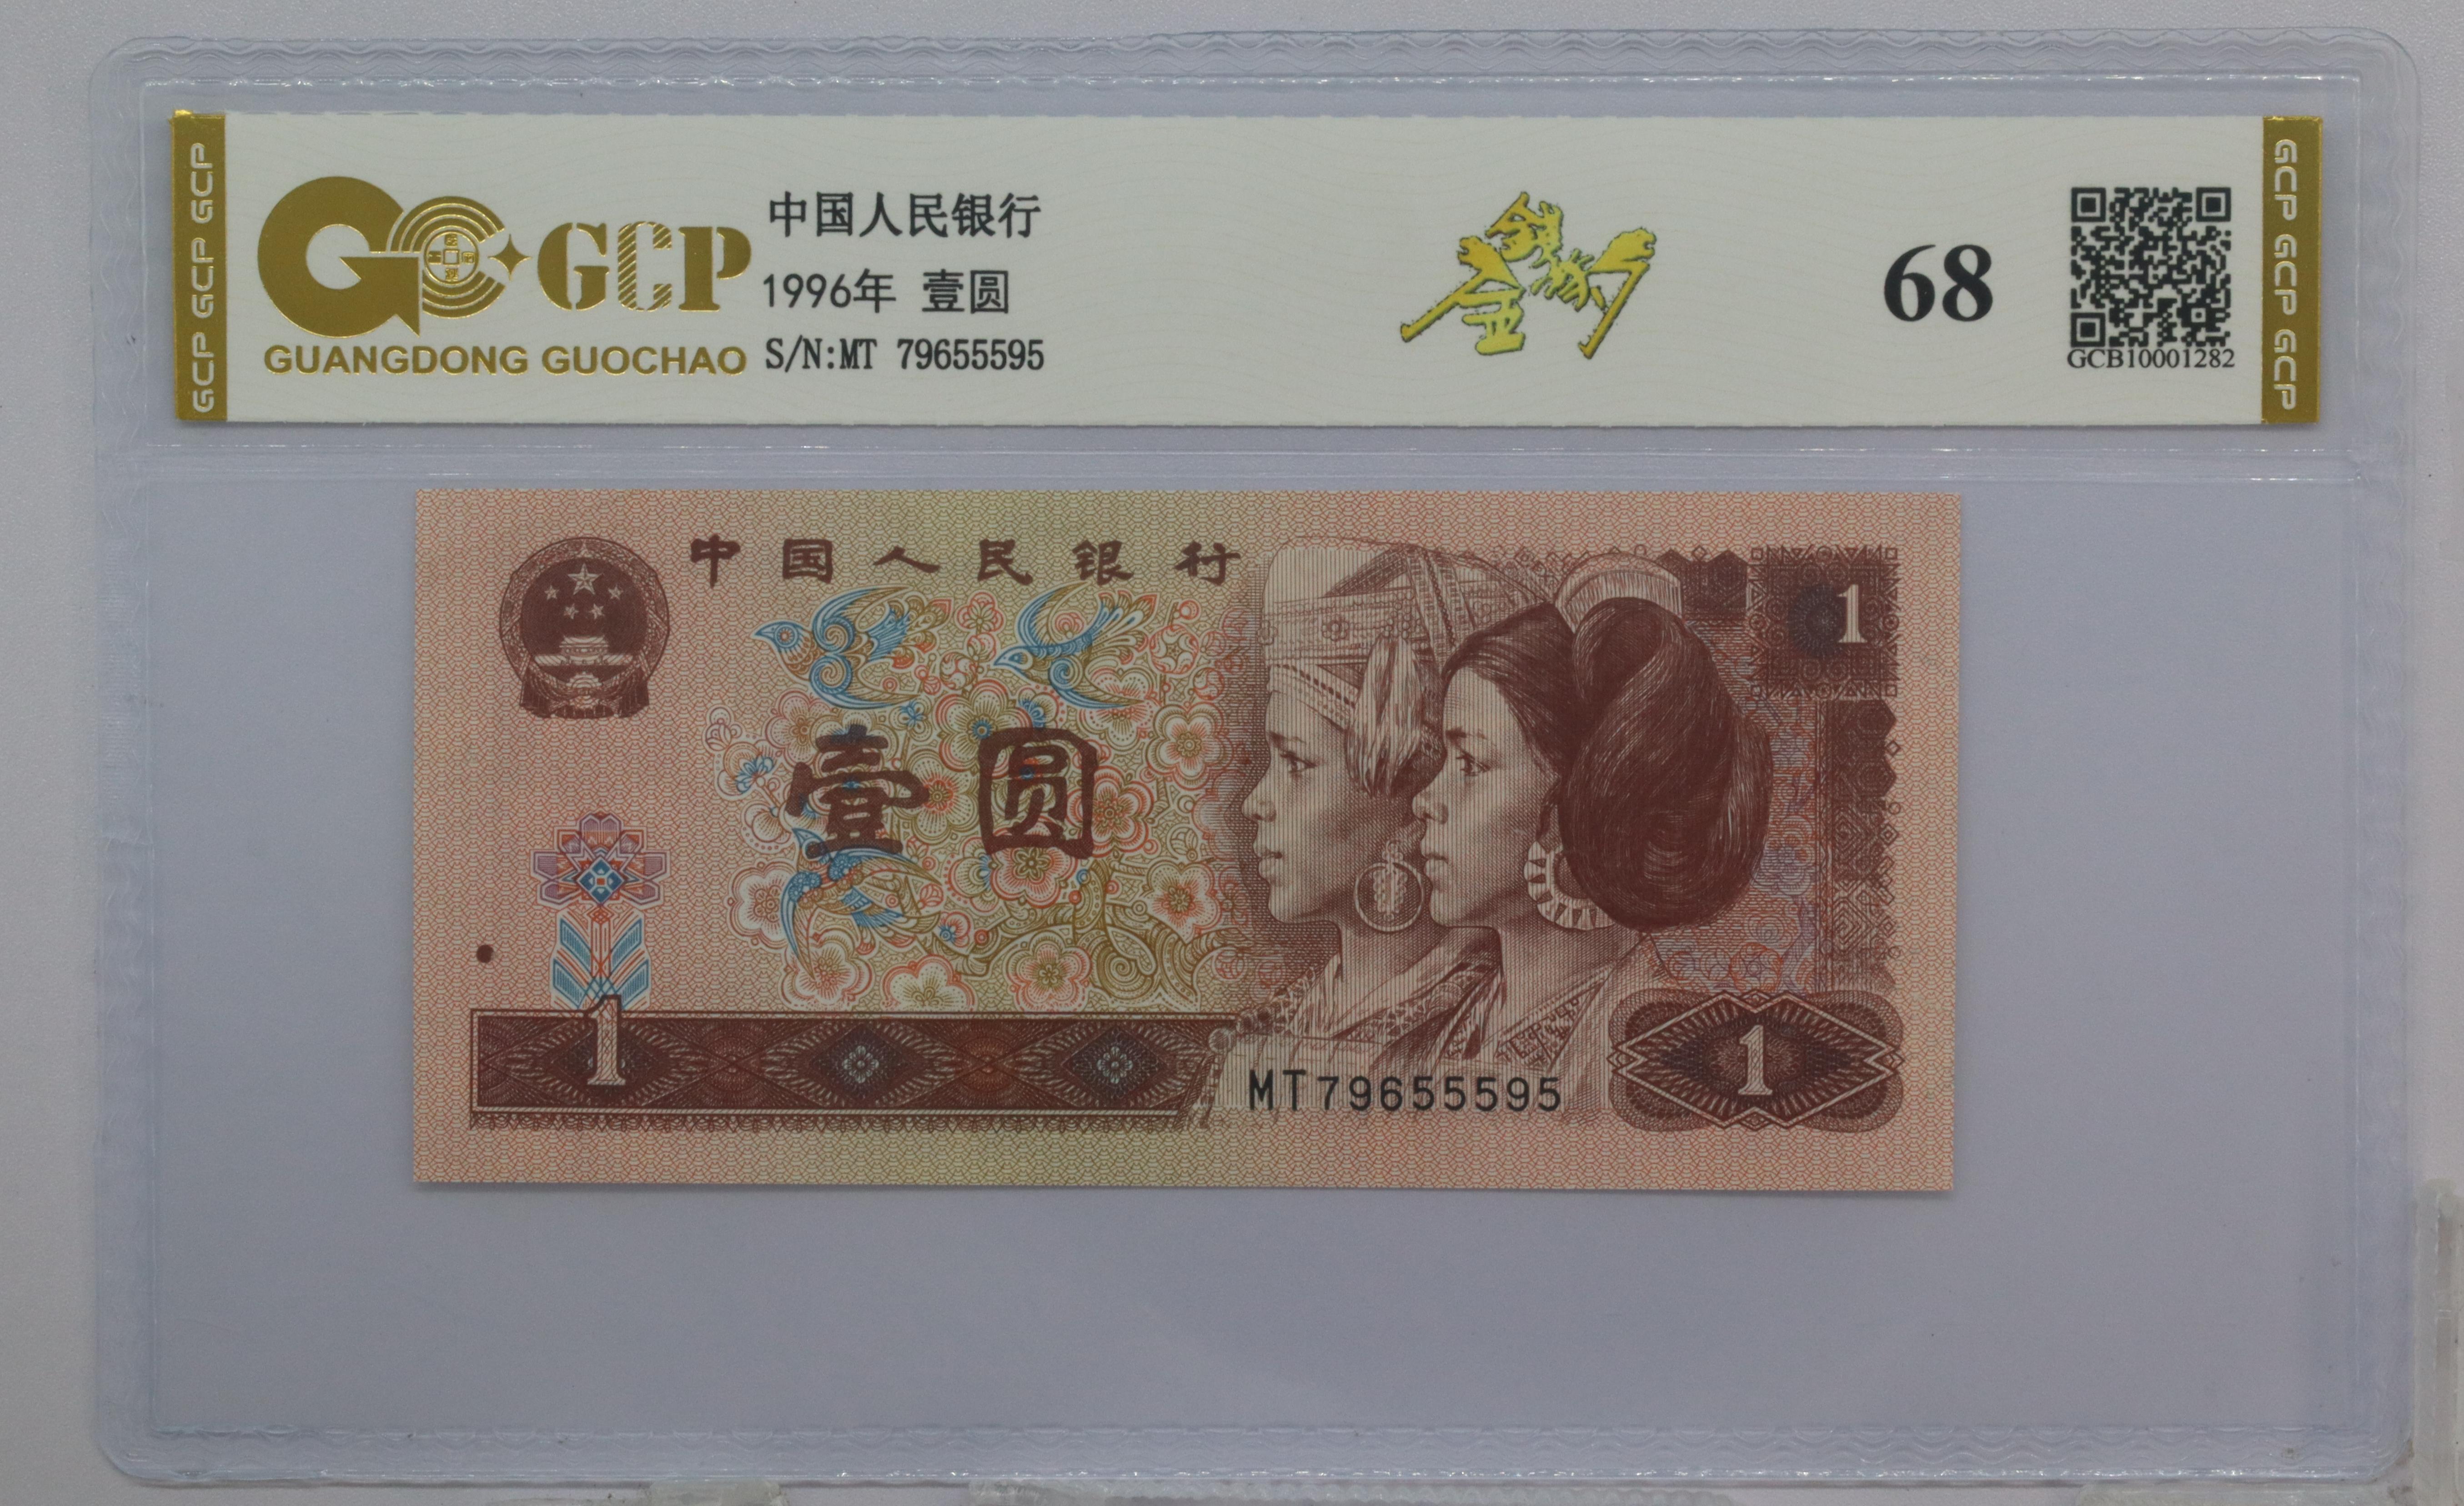 GCP GCP GCP
GCP
GUANGDONG GUOCHAO
中国人民银行
1996年 壹圆
S/N:MT 79655595
68
GCB10001282
GCP GCP GCP
中国人民银行
1
壹圆
1
MT79655595
1